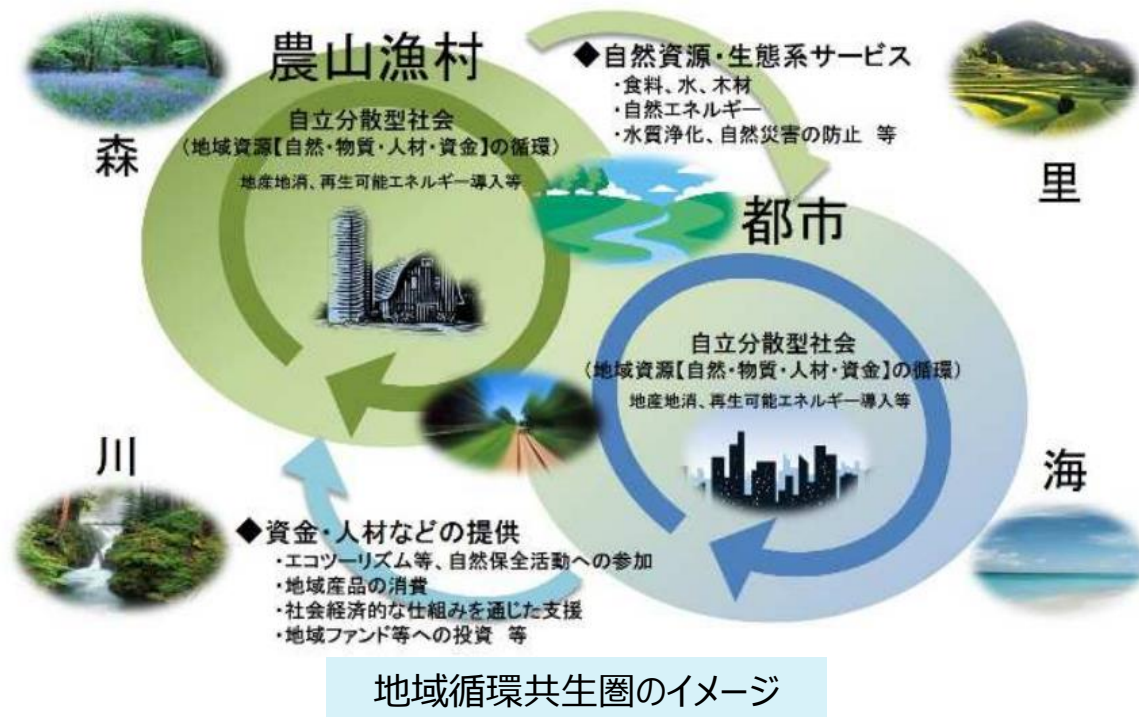 農山漁村
自立分散型社会
(地域資源【自然・物質・人材・資金】の循環)
地産地消、再生可能エネルギー導入等
◆自然資源・生態系サービス
・食料、水、木材
・自然エネルギー
・水質浄化、自然災害の防止 等
森
里
都市
自立分散型社会
(地域資源【自然・物質・人材・資金】の循環)
地産地消、再生可能エネルギー導入等
川
海
◆資金・人材などの提供
・エコツーリズム等、自然保全活動への参加
・地域産品の消費
・社会経済的な仕組みを通じた支援
・地域ファンド等への投資 等
地域循環共生圏のイメージ